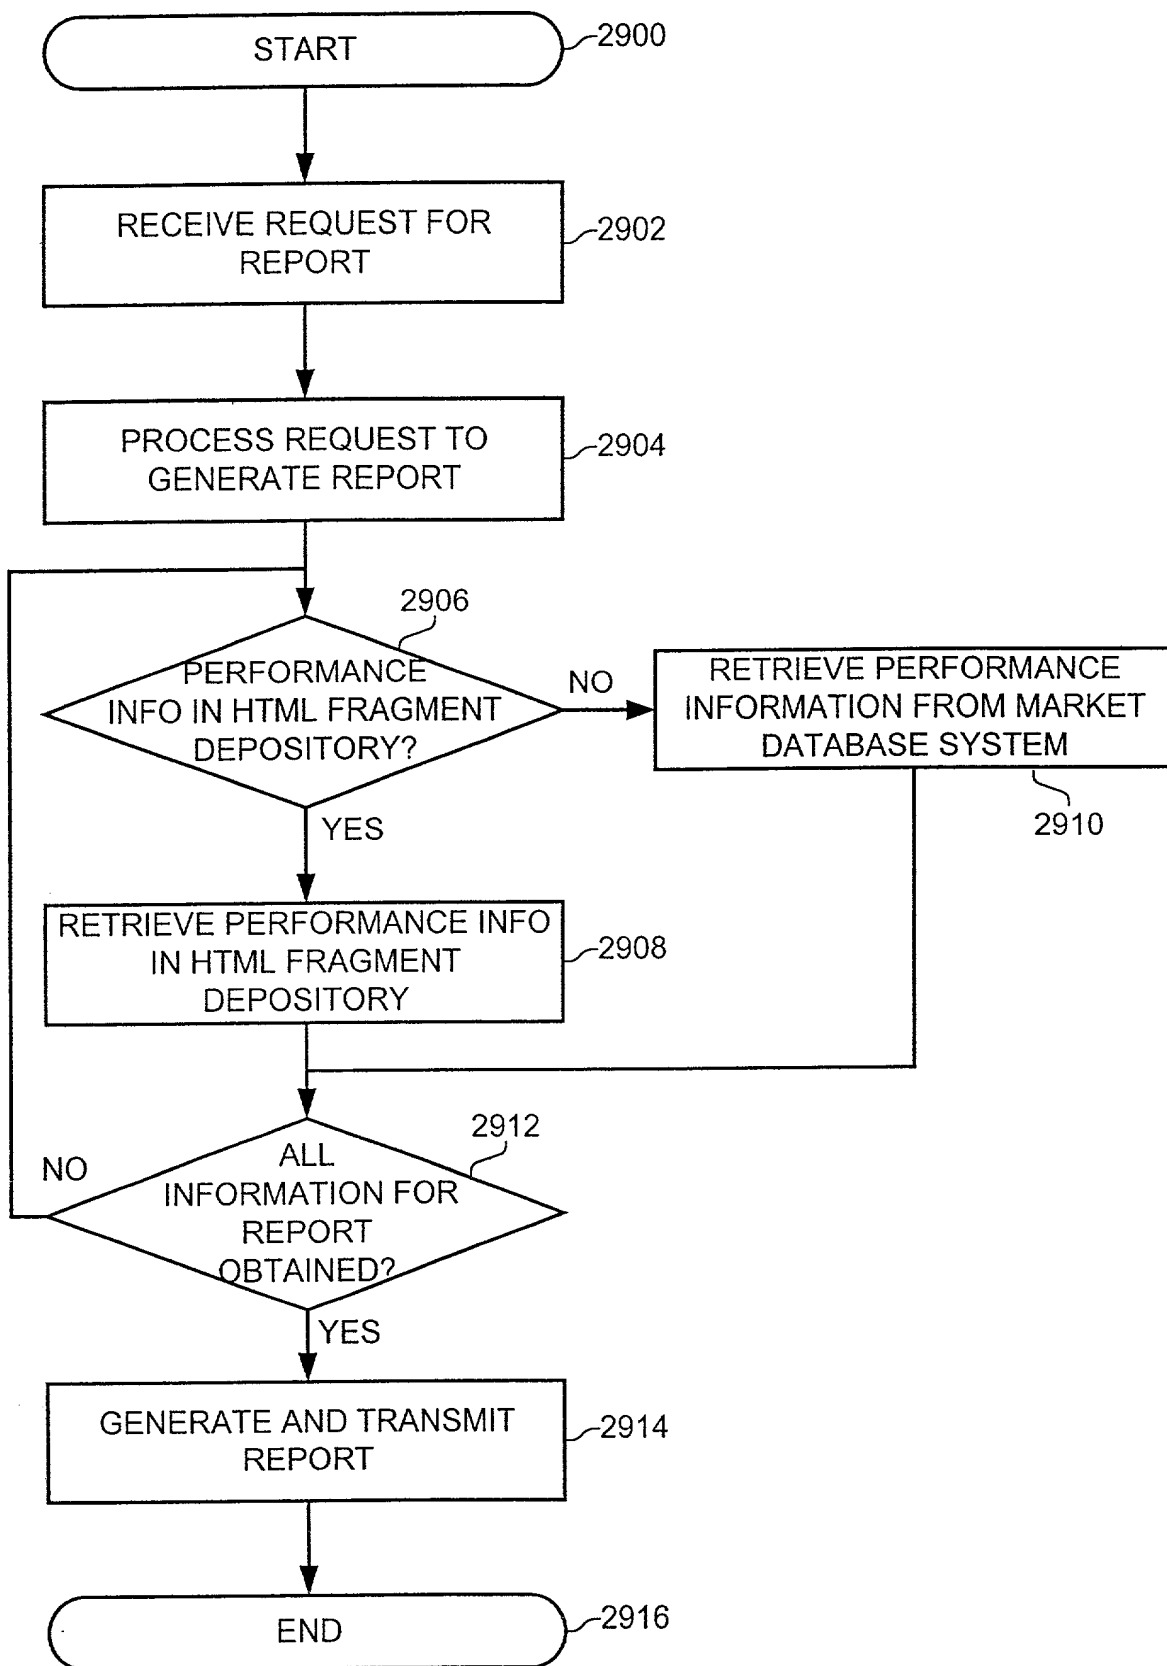 START
2900
RECEIVE REQUEST FOR
REPORT
2902
PROCESS REQUEST TO
GENERATE REPORT
2904
2906
PERFORMANCE
INFO IN HTML FRAGMENT
DEPOSITORY?
NO
RETRIEVE PERFORMANCE
INFORMATION FROM MARKET
DATABASE SYSTEM
2910
YES
RETRIEVE PERFORMANCE INFO
IN HTML FRAGMENT
DEPOSITORY
2908
2912
ALL
INFORMATION FOR
REPORT
OBTAINED?
NO
YES
GENERATE AND TRANSMIT
REPORT
2914
END
2916